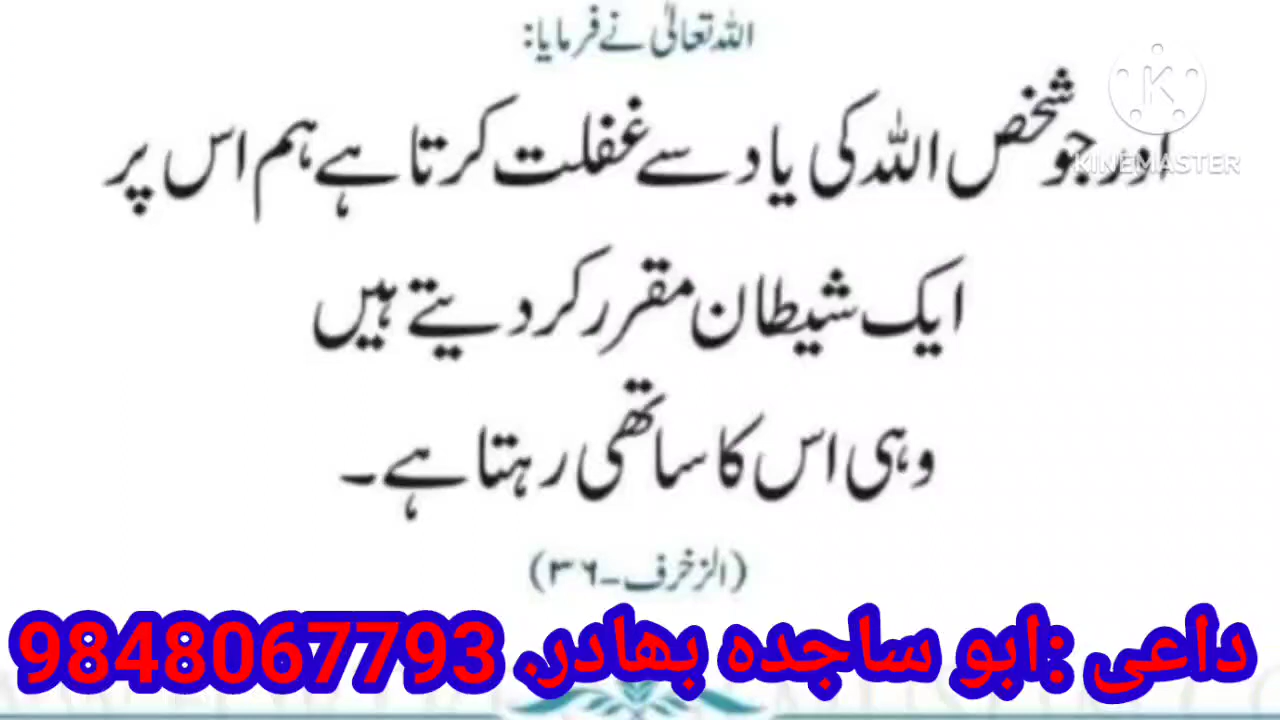 اللہ تعالیٰ نے فرمایا:
اور جو شخص اللہ کی یاد سے غفلت کرتا ہے ہم اس پر
KINEMASTER
ایک شیطان مقرر کر دیتے ہیں
وہی اس کا ساتھی رہتا ہے۔
(الزخرف-۳۶)
داعی :ابو ساجدہ بھادر. 9848067793